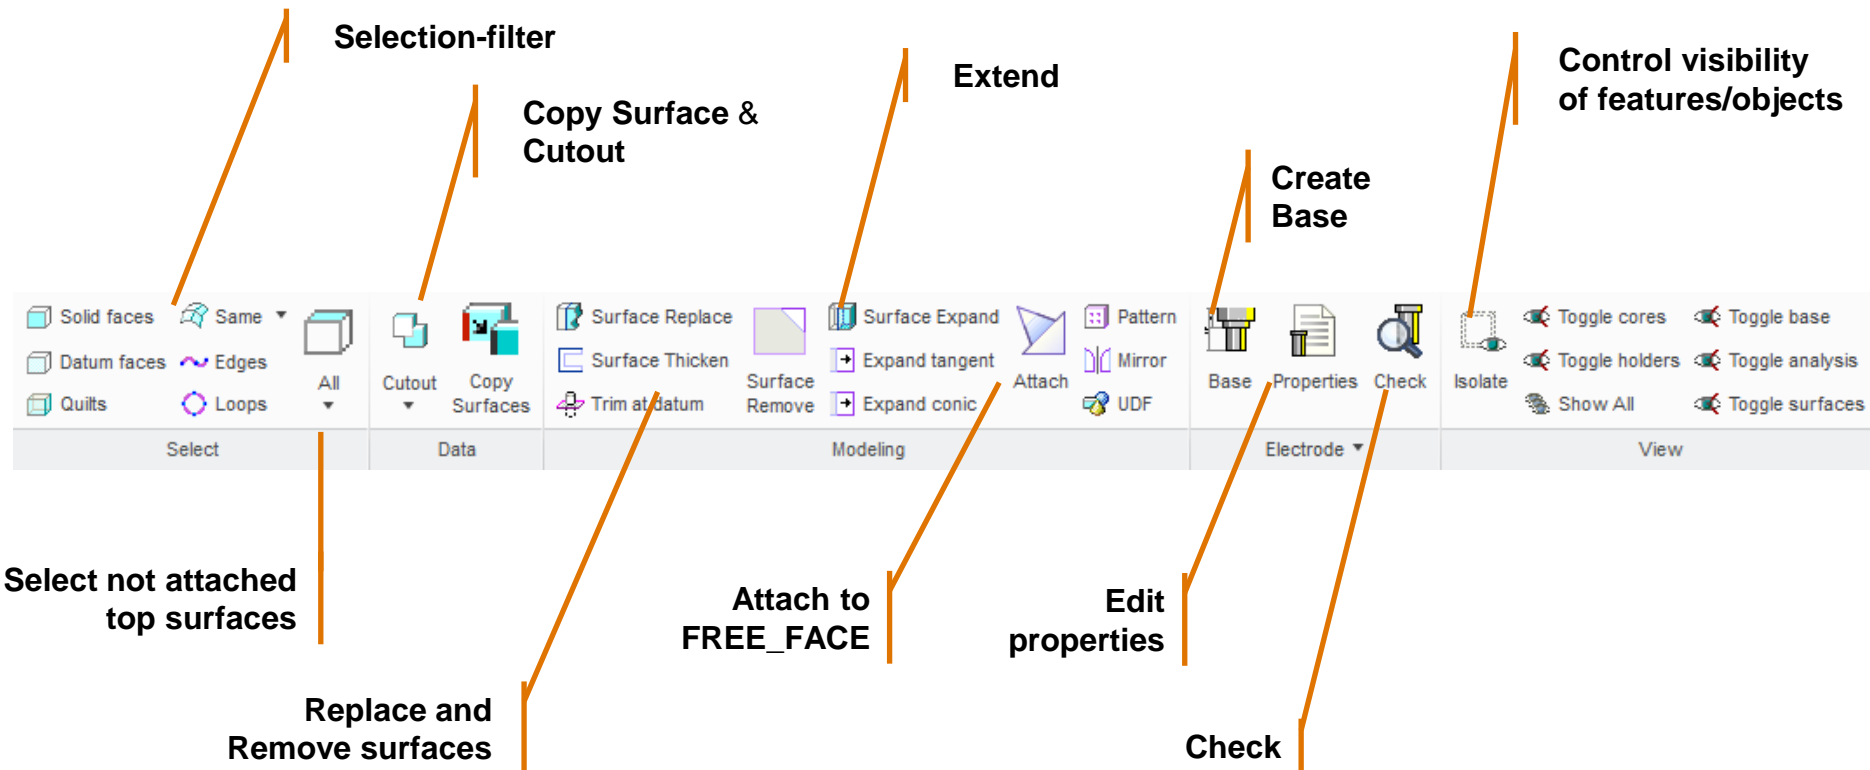 Selection-filter
Extend
Control visibility
of features/objects
Copy Surface &
Cutout
Create
Base
Solid faces
Same
Datum faces
Edges
Quilts
Loops
All
Select
Cutout
Copy
Surfaces
Data
Surface Replace
Surface Thicken
Trim at datum
Surface
Remove
Surface Expand
Expand tangent
Expand conic
Attach
Pattern
Mirror
UDF
Modeling
Base
Properties
Check
Electrode
Isolate
Toggle cores
Toggle holders
Show All
Toggle base
Toggle analysis
Toggle surfaces
View
Select not attached
top surfaces
Attach to
FREE_FACE
Edit
properties
Replace and
Remove surfaces
Check